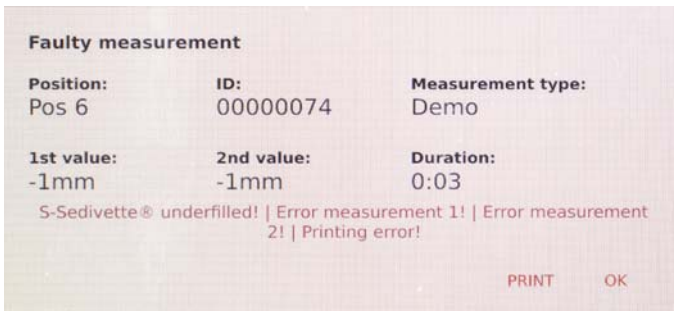 Faulty measurement
Position: ID: Measurement type:
Pos 6 00000074 Demo
1st value: 2nd value: Duration:
-1mm -1mm 0:03
S-Sedivette® underfilled! | Error measurement 1! | Error measurement
2! | Printing error!
PRINT OK